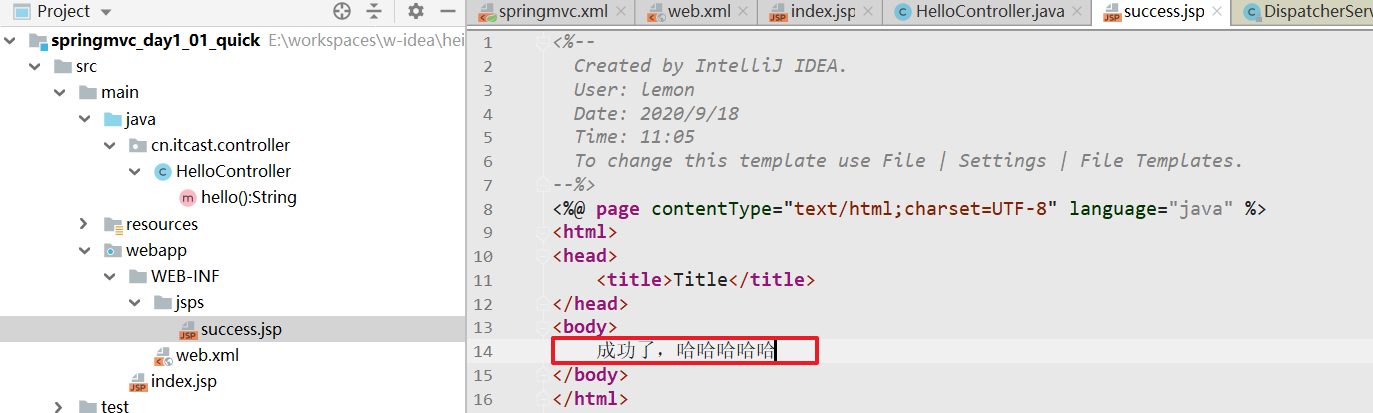 Project
springmvc_day1_01_quick E:\workspaces\w-idea\hei
src
main
java
cn.itcast.controller
HelloController
hello():String
resources
webapp
WEB-INF
jsps
success.jsp
web.xml
index.jsp
test
springmvc.xml web.xml index.jsp HelloController.java success.jsp DispatcherServ
1 <%--
2 Created by IntelliJ IDEA.
3 User: lemon
4 Date: 2020/9/18
5 Time: 11:05
6 To change this template use File | Settings | File Templates.
7 --%>
8 <%@ page contentType="text/html;charset=UTF-8" language="java" %>
9 <html>
10 <head>
11 <title>Title</title>
12 </head>
13 <body>
14 成功了，哈哈哈哈哈
15 </body>
16 </html>